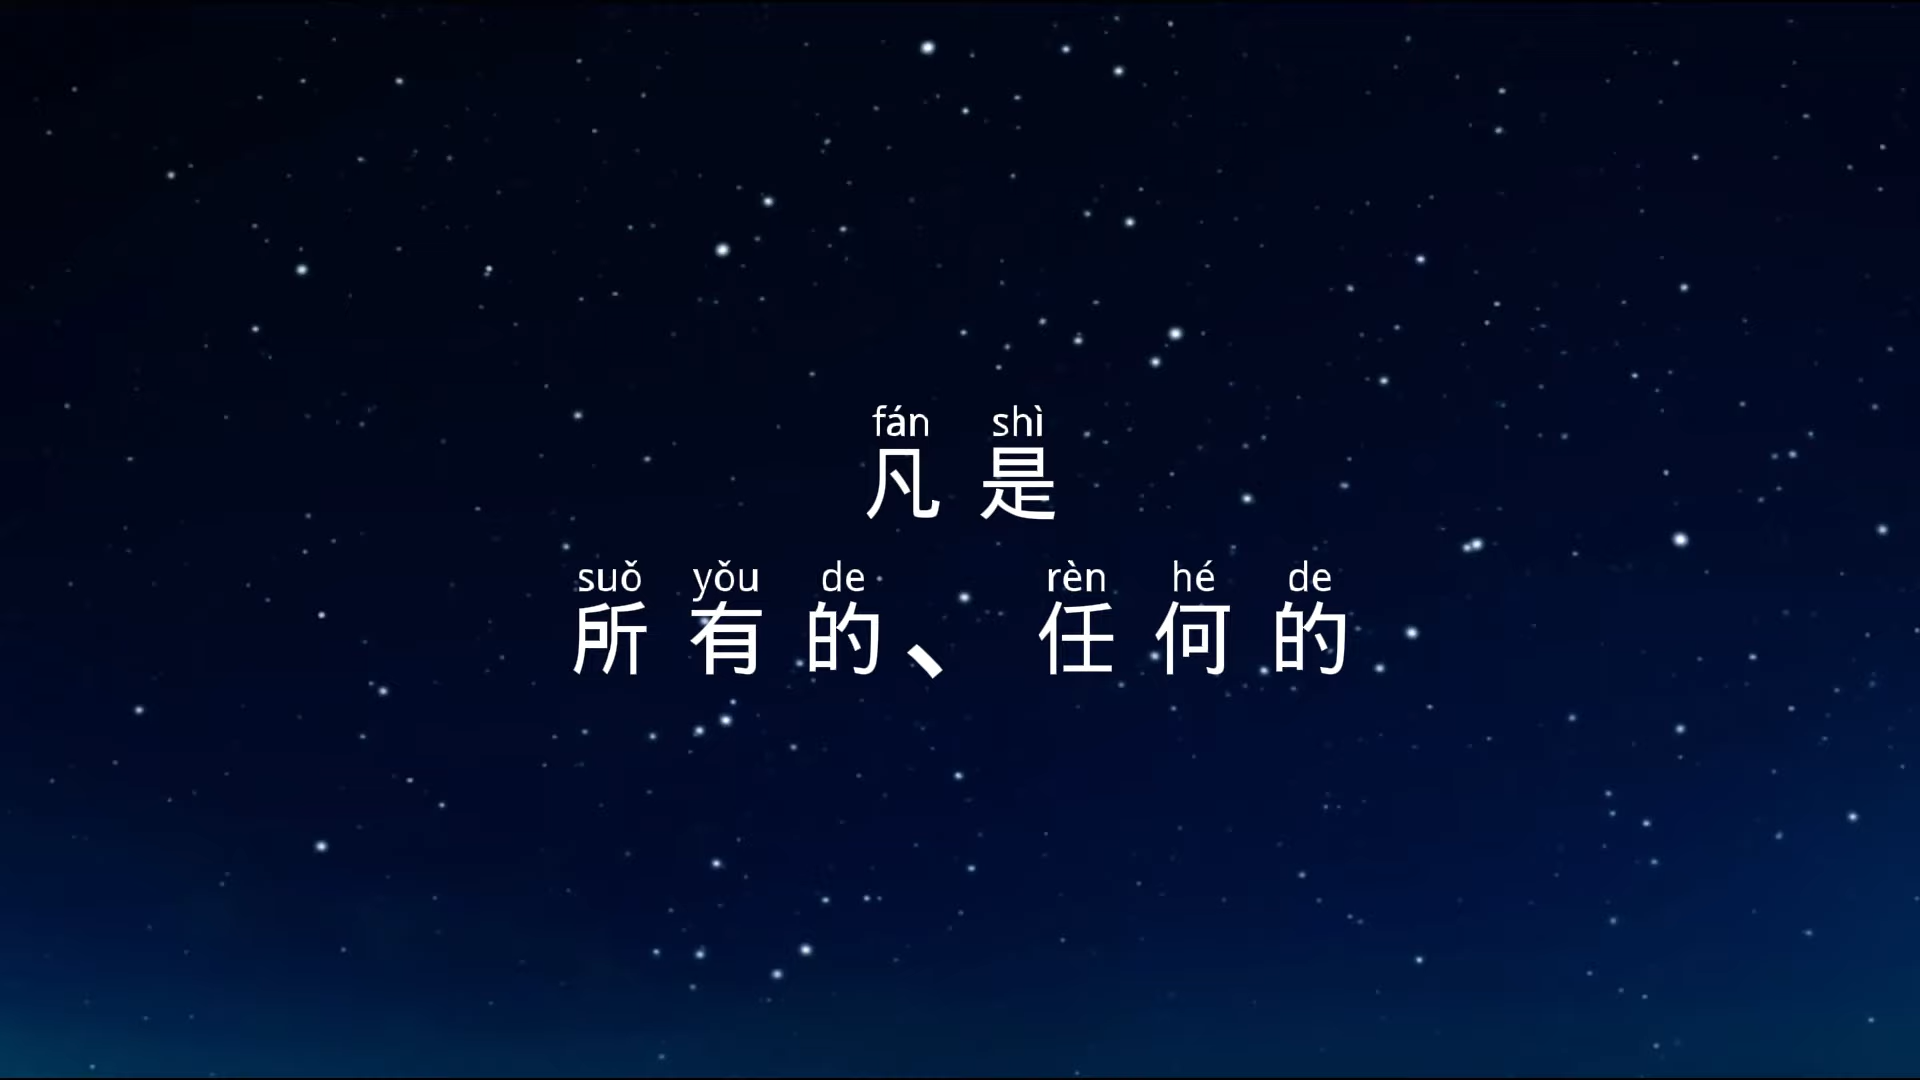 fán shì
凡是
suǒ yǒu de rèn hé de
所有的、任何的